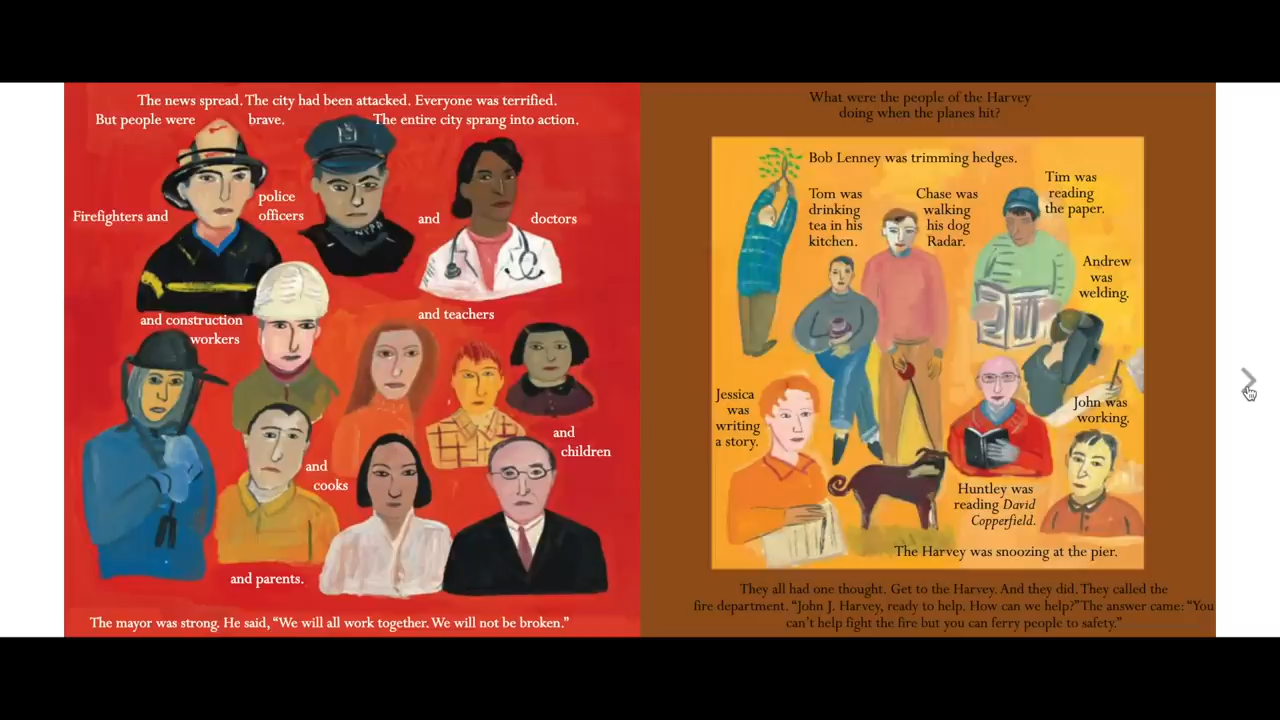 The news spread. The city had been attacked. Everyone was terrified.
But people were brave. The entire city sprang into action.
Firefighters and
police
officers
and
doctors
and construction
workers
and teachers
and
children
and
cooks
and parents.
The mayor was strong. He said, “We will all work together. We will not be broken.”
What were the people of the Harvey
doing when the planes hit?
Bob Lenney was trimming hedges.
Tom was
drinking
tea in his
kitchen.
Chase was
walking
his dog
Radar.
Tim was
reading
the paper.
Andrew
was
welding.
Jessica
was
writing
a story.
John was
working.
Huntley was
reading David
Copperfield.
The Harvey was snoozing at the pier.
They all had one thought. Get to the Harvey. And they did. They called the
fire department. “John J. Harvey, ready to help. How can we help?” The answer came: “You
can’t help fight the fire but you can ferry people to safety.”